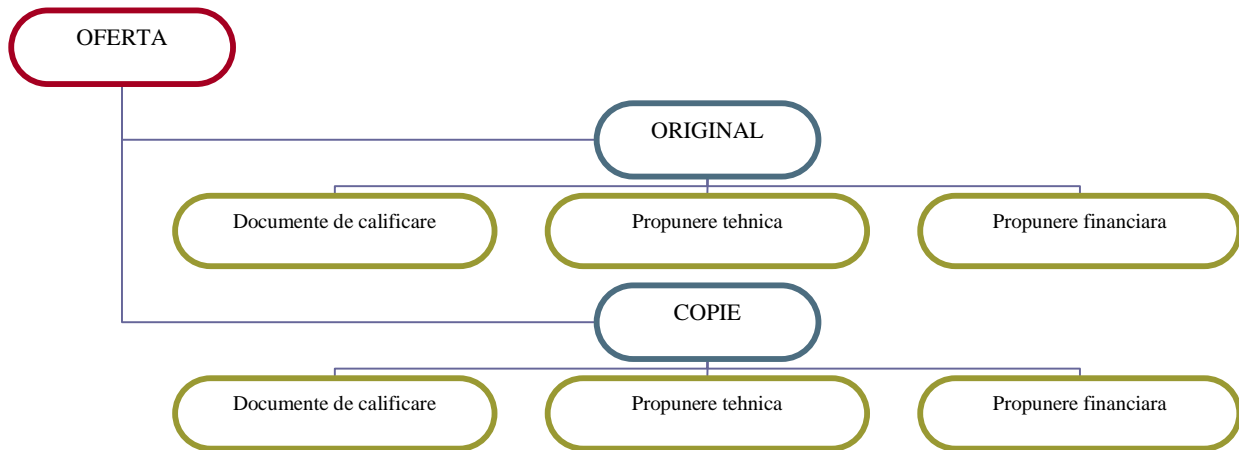 OFERTA
ORIGINAL
Documente de calificare
Propunere tehnica
Propunere financiara
COPIE
Documente de calificare
Propunere tehnica
Propunere financiara